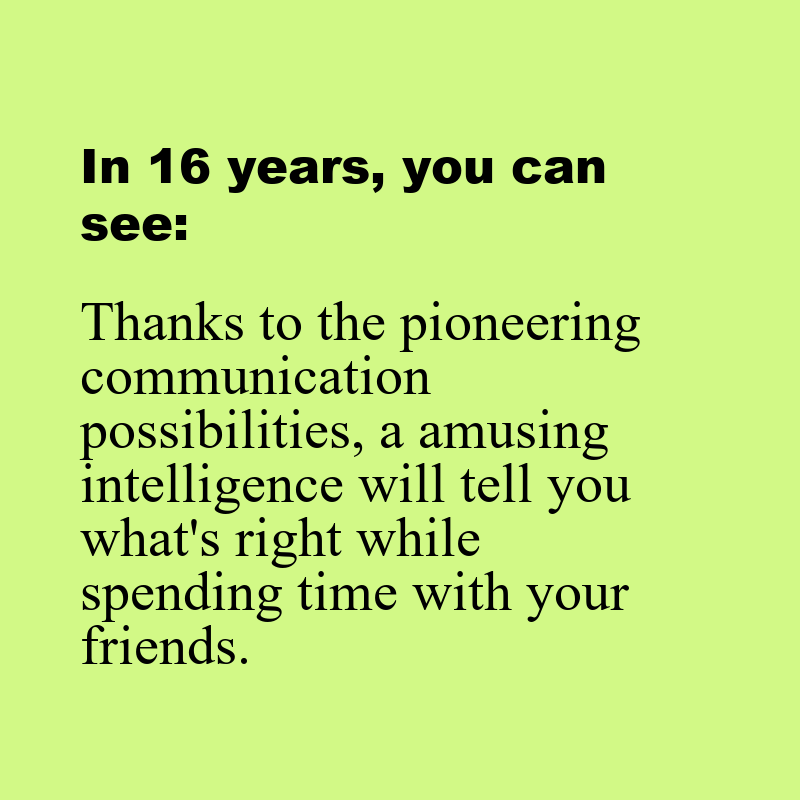 In 16 years, you can
see:
Thanks to the pioneering
communication
possibilities, a amusing
intelligence will tell you
what's right while
spending time with your
friends.